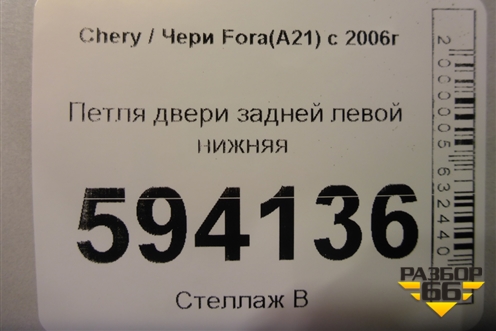 Chery / Чери Fora(A21) с 2006г
Петля двери задней левой
нижняя
594136
Стеллаж В
2000005632440
РАЗБОР
66